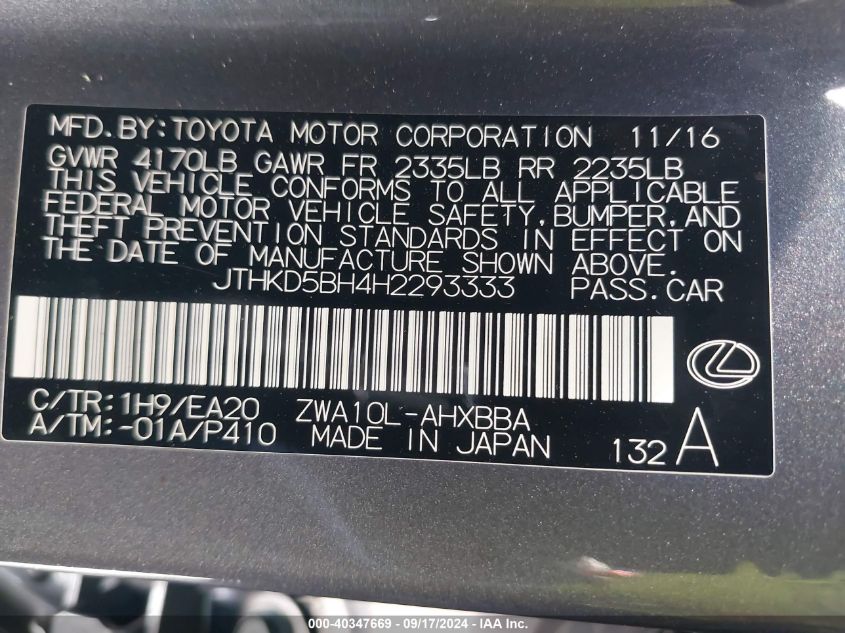 MFD.BY:TOYOTA MOTOR CORPORATION 11/16
GVWR 4170LB GAWR FR 2335LB RR 2235LB
THIS VEHICLE CONFORMS TO ALL APPLICABLE
FEDERAL MOTOR VEHICLE SAFETY,BUMPER,AND
THEFT PREVENTION STANDARDS IN EFFECT ON
THE DATE OF MANUFACTURE SHOWN ABOVE.
JTHKD5BH4H2293333 PASS.CAR
C/TR:1H9/EA20 ZWA10L-AHXBBA
A/TM:-01A/P410 MADE IN JAPAN 132 A
000-40347669 - 09/17/2024 - IAA Inc.